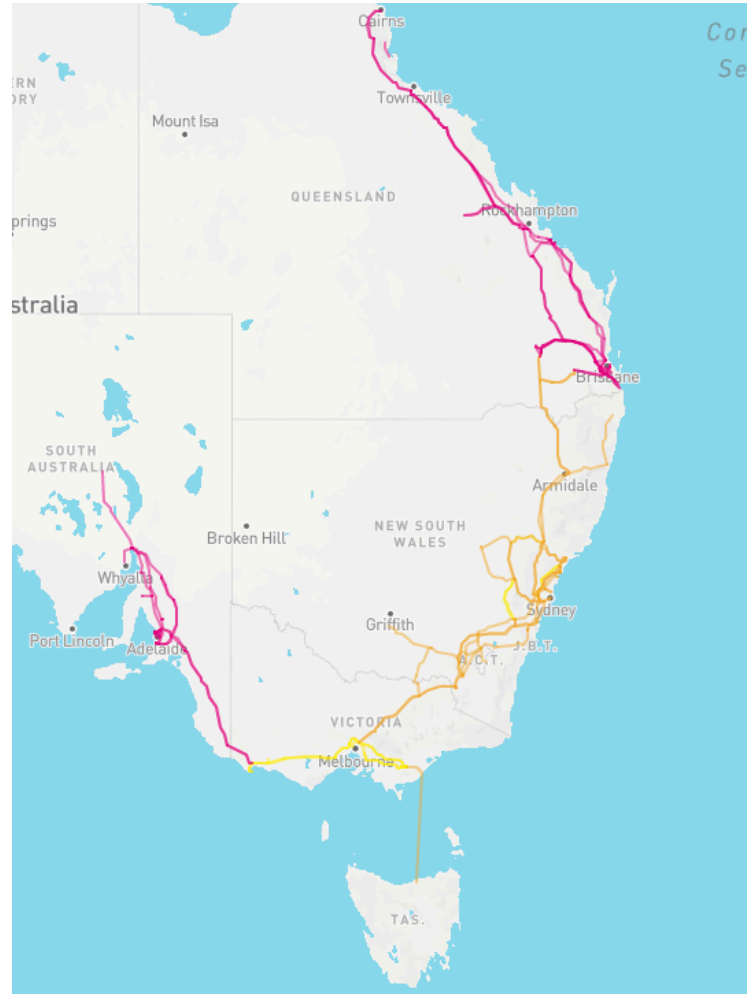 Cairns
Cor
Se
ERN
ORY
Townsville
Mount Isa
QUEENSLAND
Rockhampton
prings
stralia
Brisbane
SOUTH
AUSTRALIA
Armidale
NEW SOUTH
WALES
Broken Hill
Whyalla
Sydney
Griffith
Port Lincoln
Adelaide
J.B.T.
A.C.T.
VICTORIA
Melbourne
TAS.